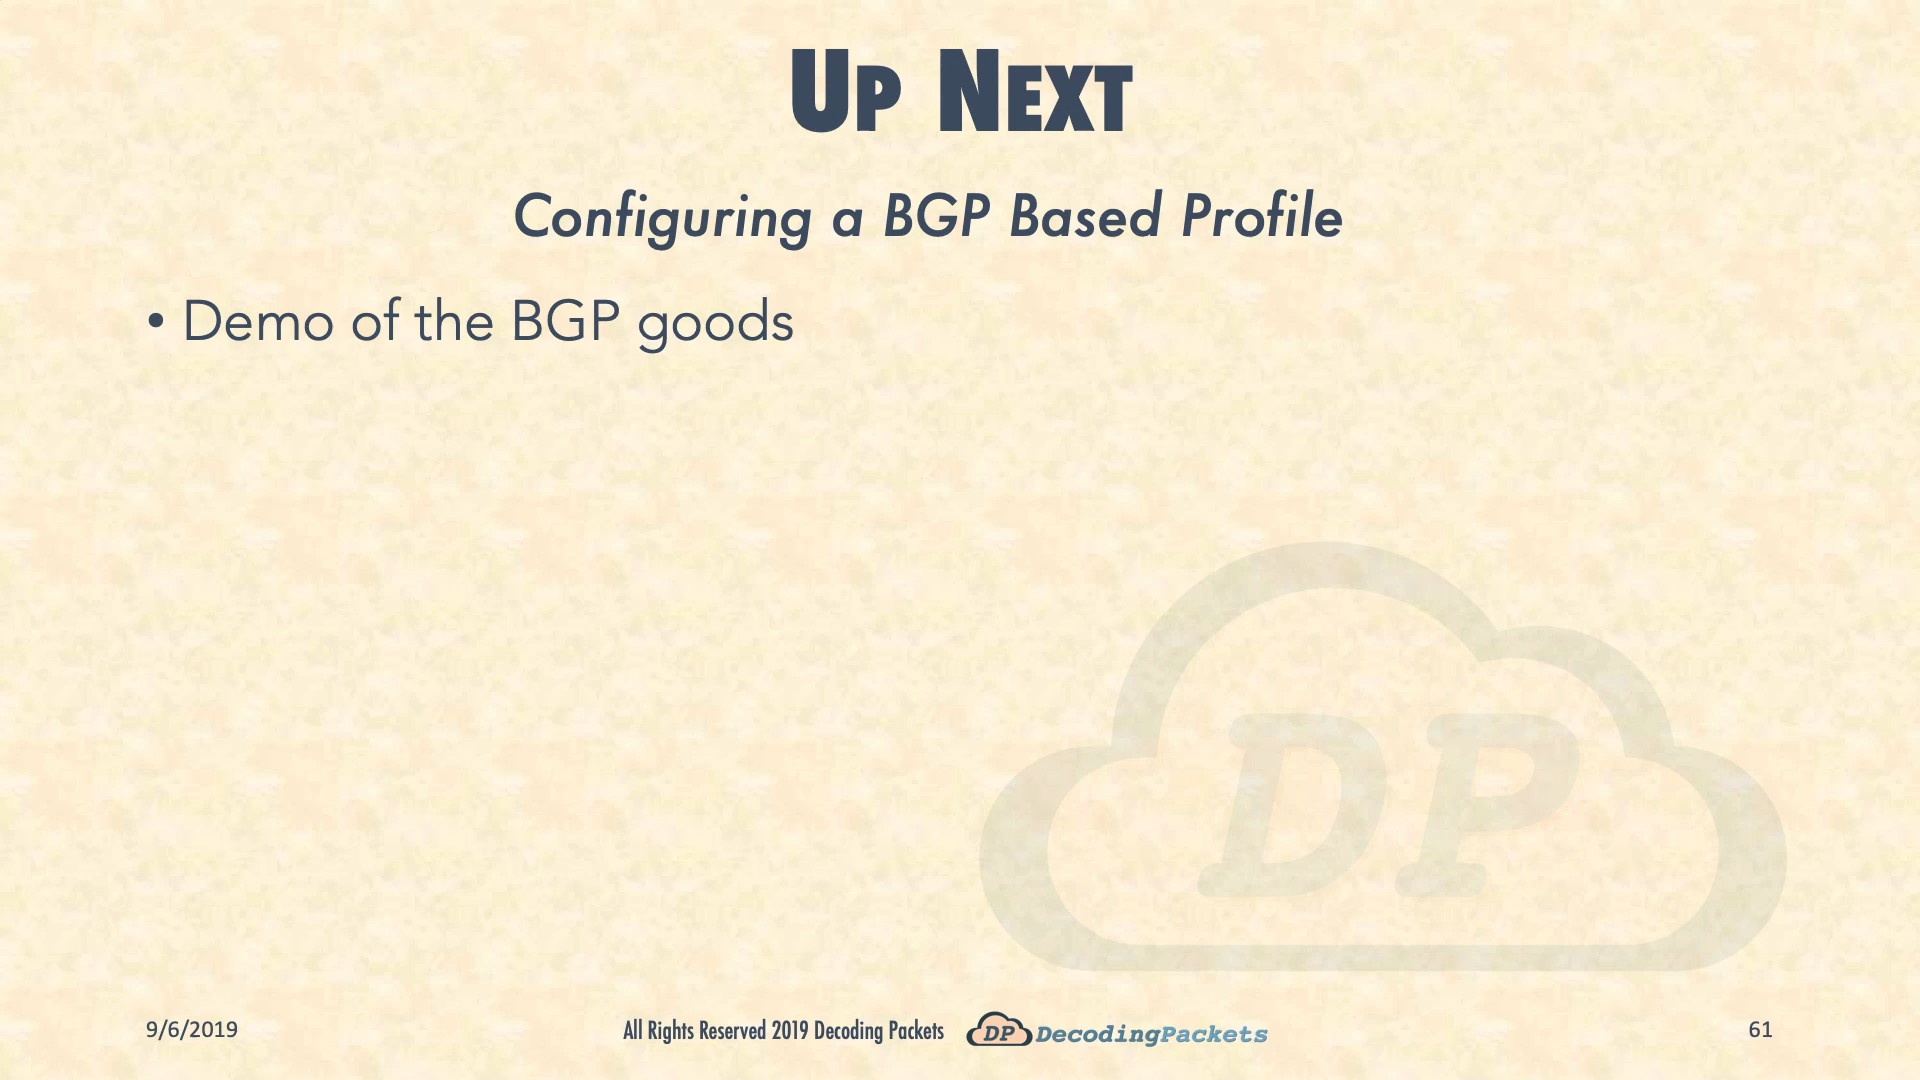 Up Next
Configuring a BGP Based Profile
• Demo of the BGP goods
DP
9/6/2019
All Rights Reserved 2019 Decoding Packets
DP DecodingPackets
61